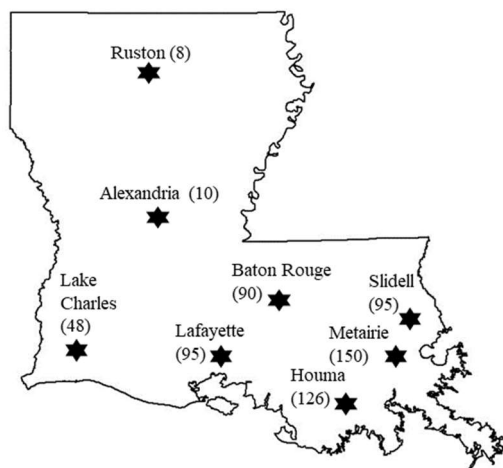 Ruston (8)
Alexandria (10)
Lake
Charles
(48)
Lafayette
(95)
Baton Rouge
(90)
Slidell
(95)
Metairie
(150)
Houma
(126)